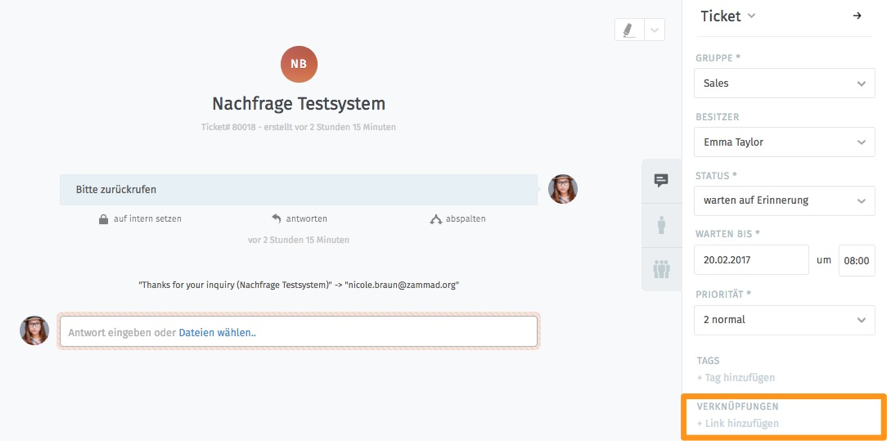 NB
Nachfrage Testsystem
Ticket# 80018 - erstellt vor 2 Stunden 15 Minuten
Bitte zurückrufen
auf intern setzen
antworten
abspalten
vor 2 Stunden 15 Minuten
"Thanks for your inquiry (Nachfrage Testsystem)" -> "nicole.braun@zammad.org"
Antwort eingeben oder Dateien wählen..
Ticket
GRUPPE *
Sales
BESITZER
Emma Taylor
STATUS *
warten auf Erinnerung
WARTEN BIS *
20.02.2017 um 08:00
PRIORITÄT *
2 normal
TAGS
+ Tag hinzufügen
VERKNÜPFUNGEN
+ Link hinzufügen